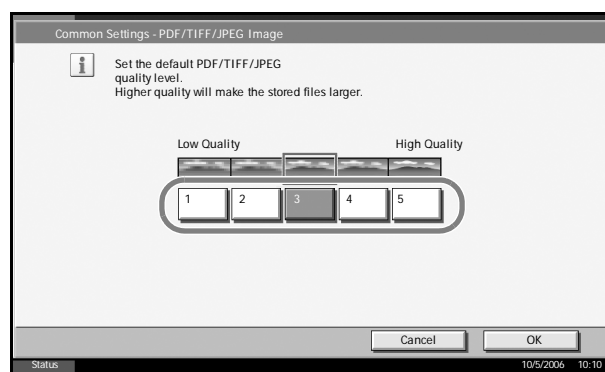 Common Settings - PDF/TIFF/JPEG Image
Set the default PDF/TIFF/JPEG
quality level.
Higher quality will make the stored files larger.
Low Quality High Quality
1 2 3 4 5
Cancel OK
Status 10/5/2006 10:10